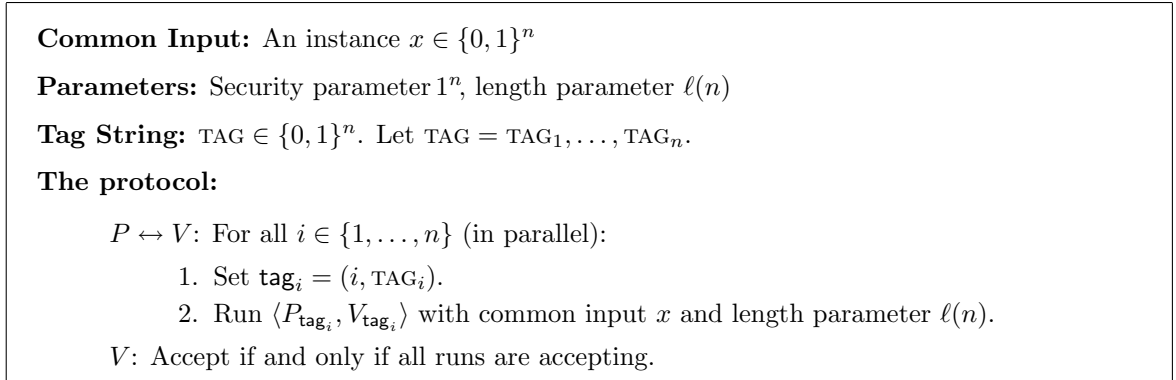 Common Input: An instance x ∈ {0, 1}^n
Parameters: Security parameter 1^n, length parameter ℓ(n)
Tag String: TAG ∈ {0, 1}^n. Let TAG = TAG_1, . . . , TAG_n.
The protocol:
P ↔ V: For all i ∈ {1, . . . , n} (in parallel):
1. Set tag_i = (i, TAG_i).
2. Run ⟨P_{tag_i}, V_{tag_i}⟩ with common input x and length parameter ℓ(n).
V: Accept if and only if all runs are accepting.